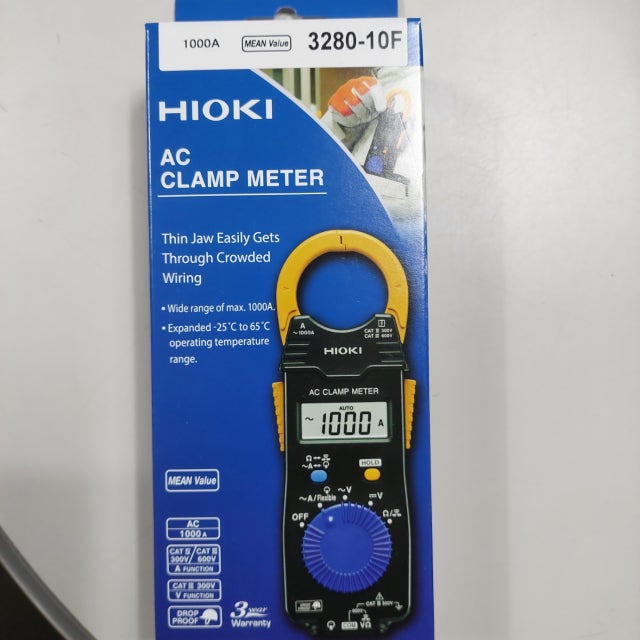 1000A MEAN Value 3280-10F
HIOKI
AC
CLAMP METER
Thin Jaw Easily Gets
Through Crowded
Wiring
• Wide range of max. 1000A.
• Expanded -25˚C to 65˚C
operating temperature
range.
A
~1000A
CAT Ⅲ 300V
CAT Ⅱ 600V
HIOKI
AC CLAMP METER
AUTO
~ 1000 A
HOLD
~A/Flexible
~V
V
OFF
Ω/
MEAN Value
AC
1000A
CAT Ⅲ/CAT Ⅱ
300V/ 600V
A FUNCTION
CAT Ⅱ 300V
V FUNCTION
DROP
PROOF
3 year
Warranty
COM VΩ